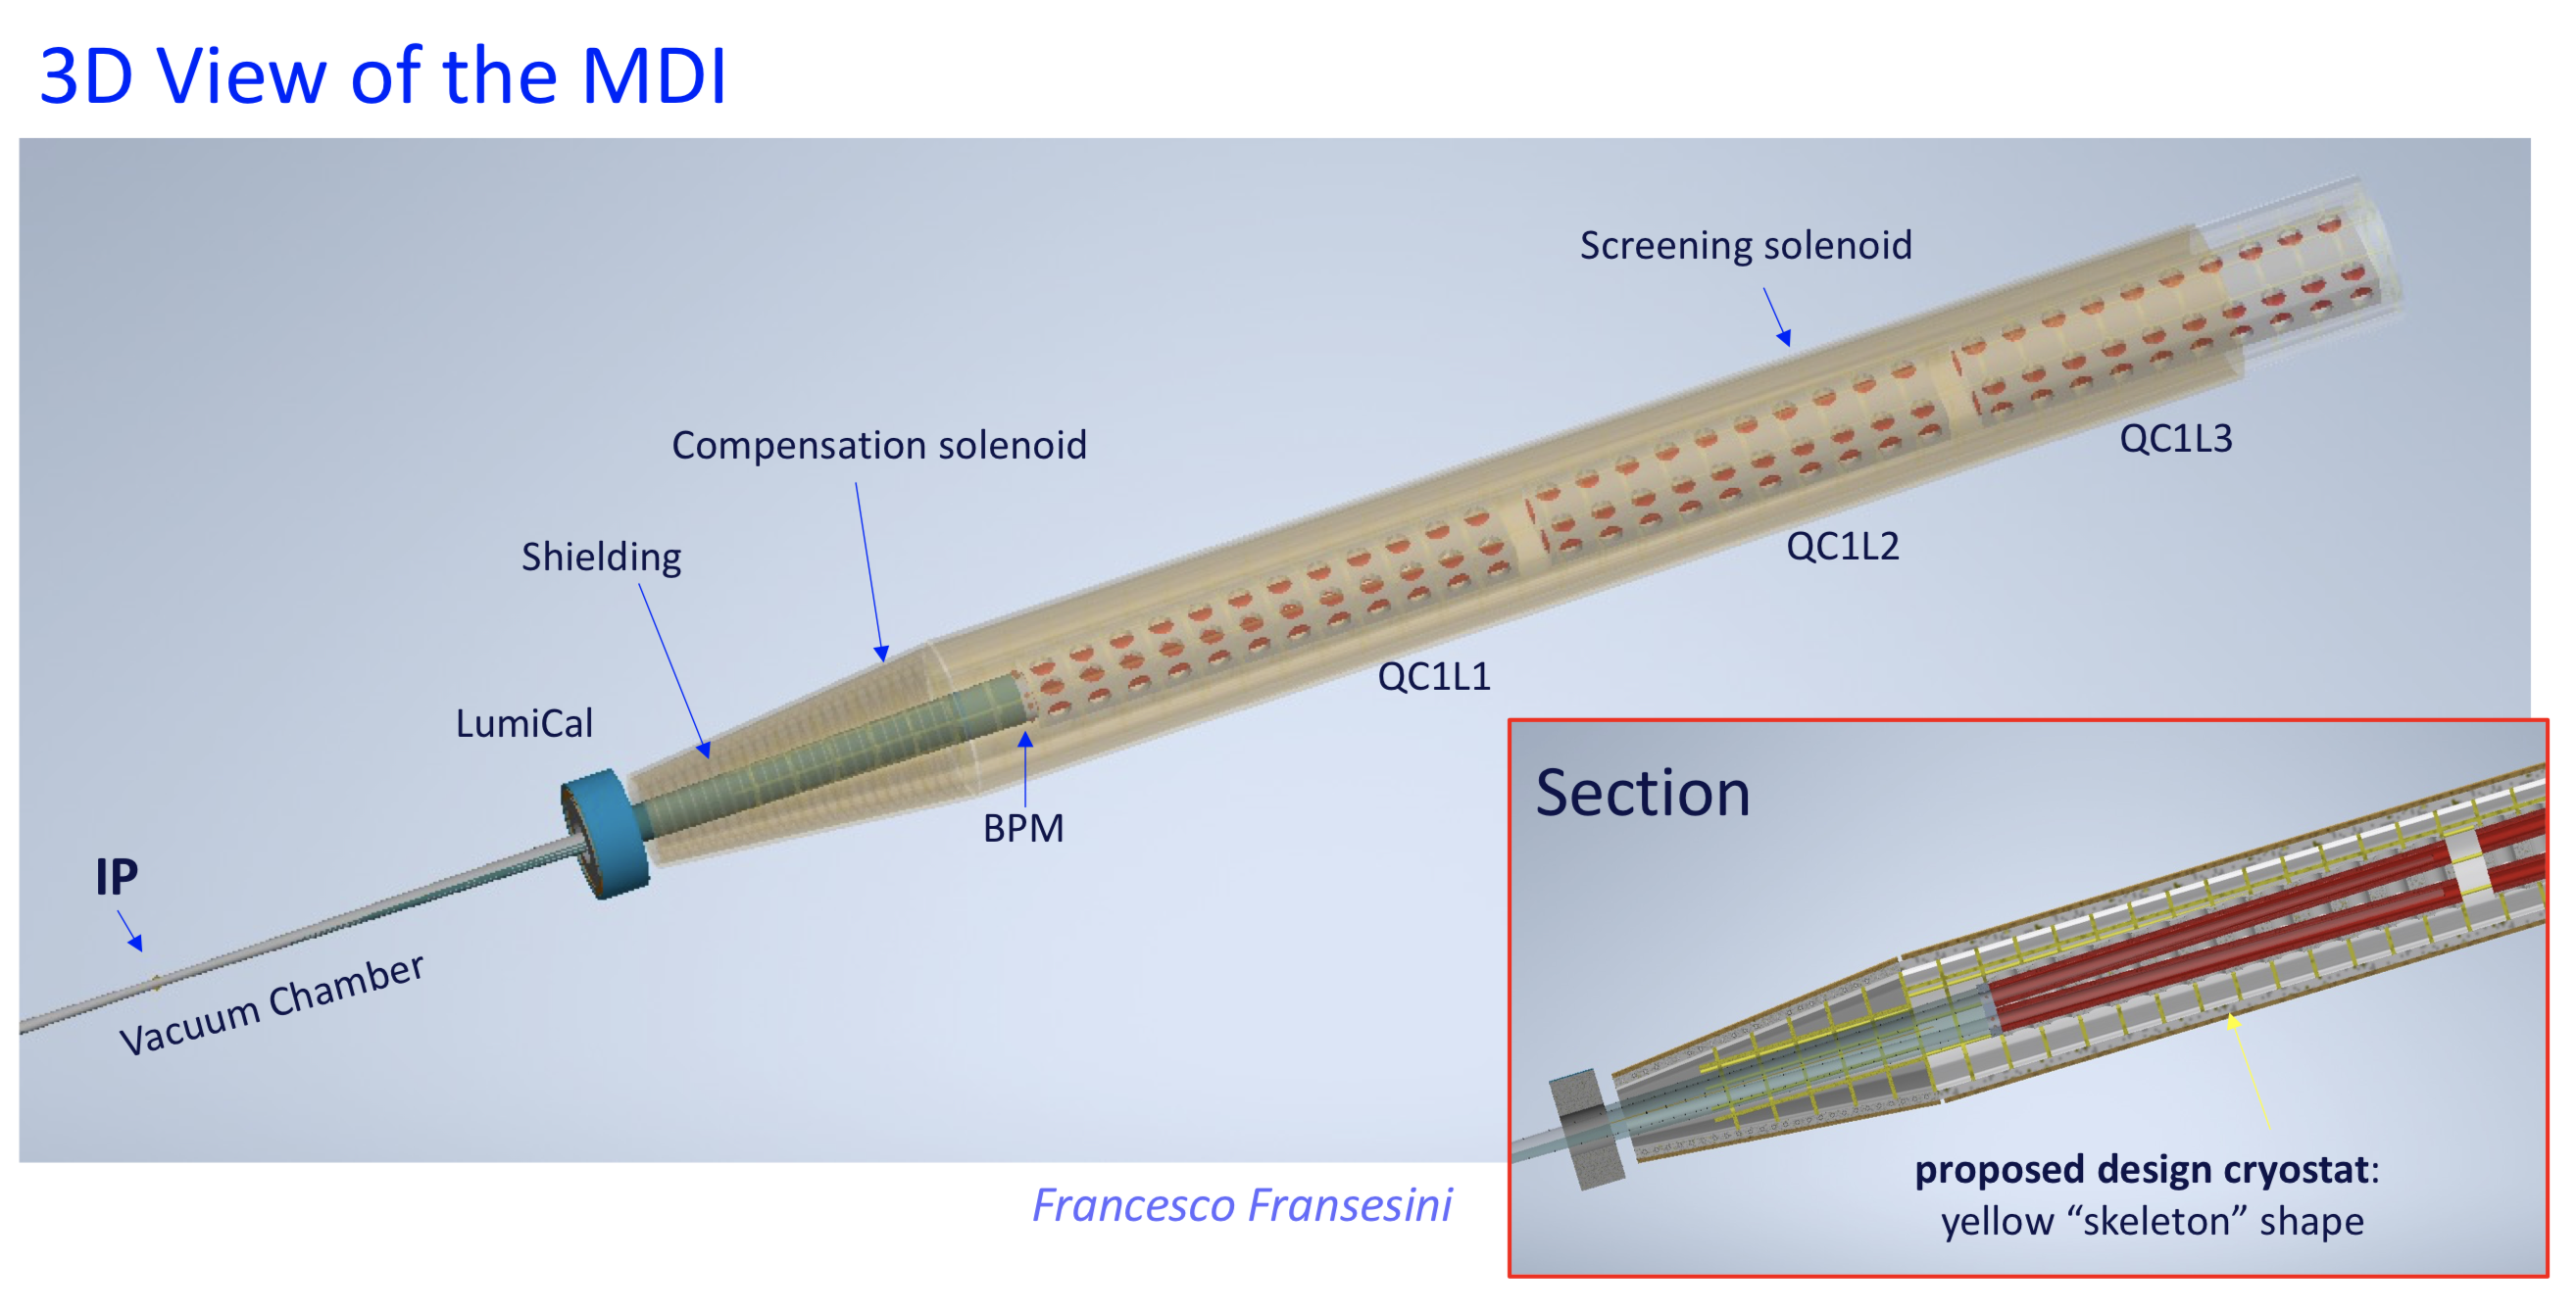 3D View of the MDI
Screening solenoid
Compensation solenoid
QC1L3
Shielding
QC1L2
QC1L1
LumiCal
BPM
IP
Vacuum Chamber
Section
proposed design cryostat:
yellow “skeleton” shape
Francesco Fransesini